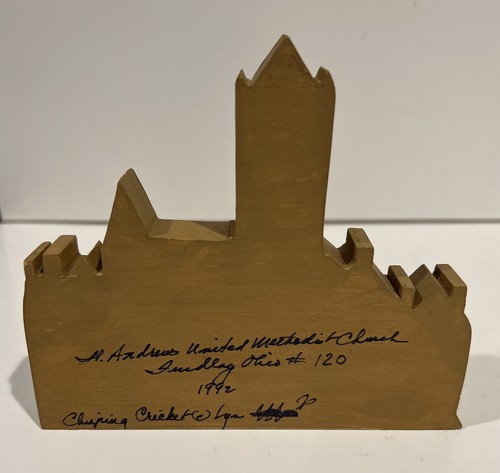 St. Andrews United Methodist Church
Findlay Ohio # 120
1992
Chirping Cricket © Lyn